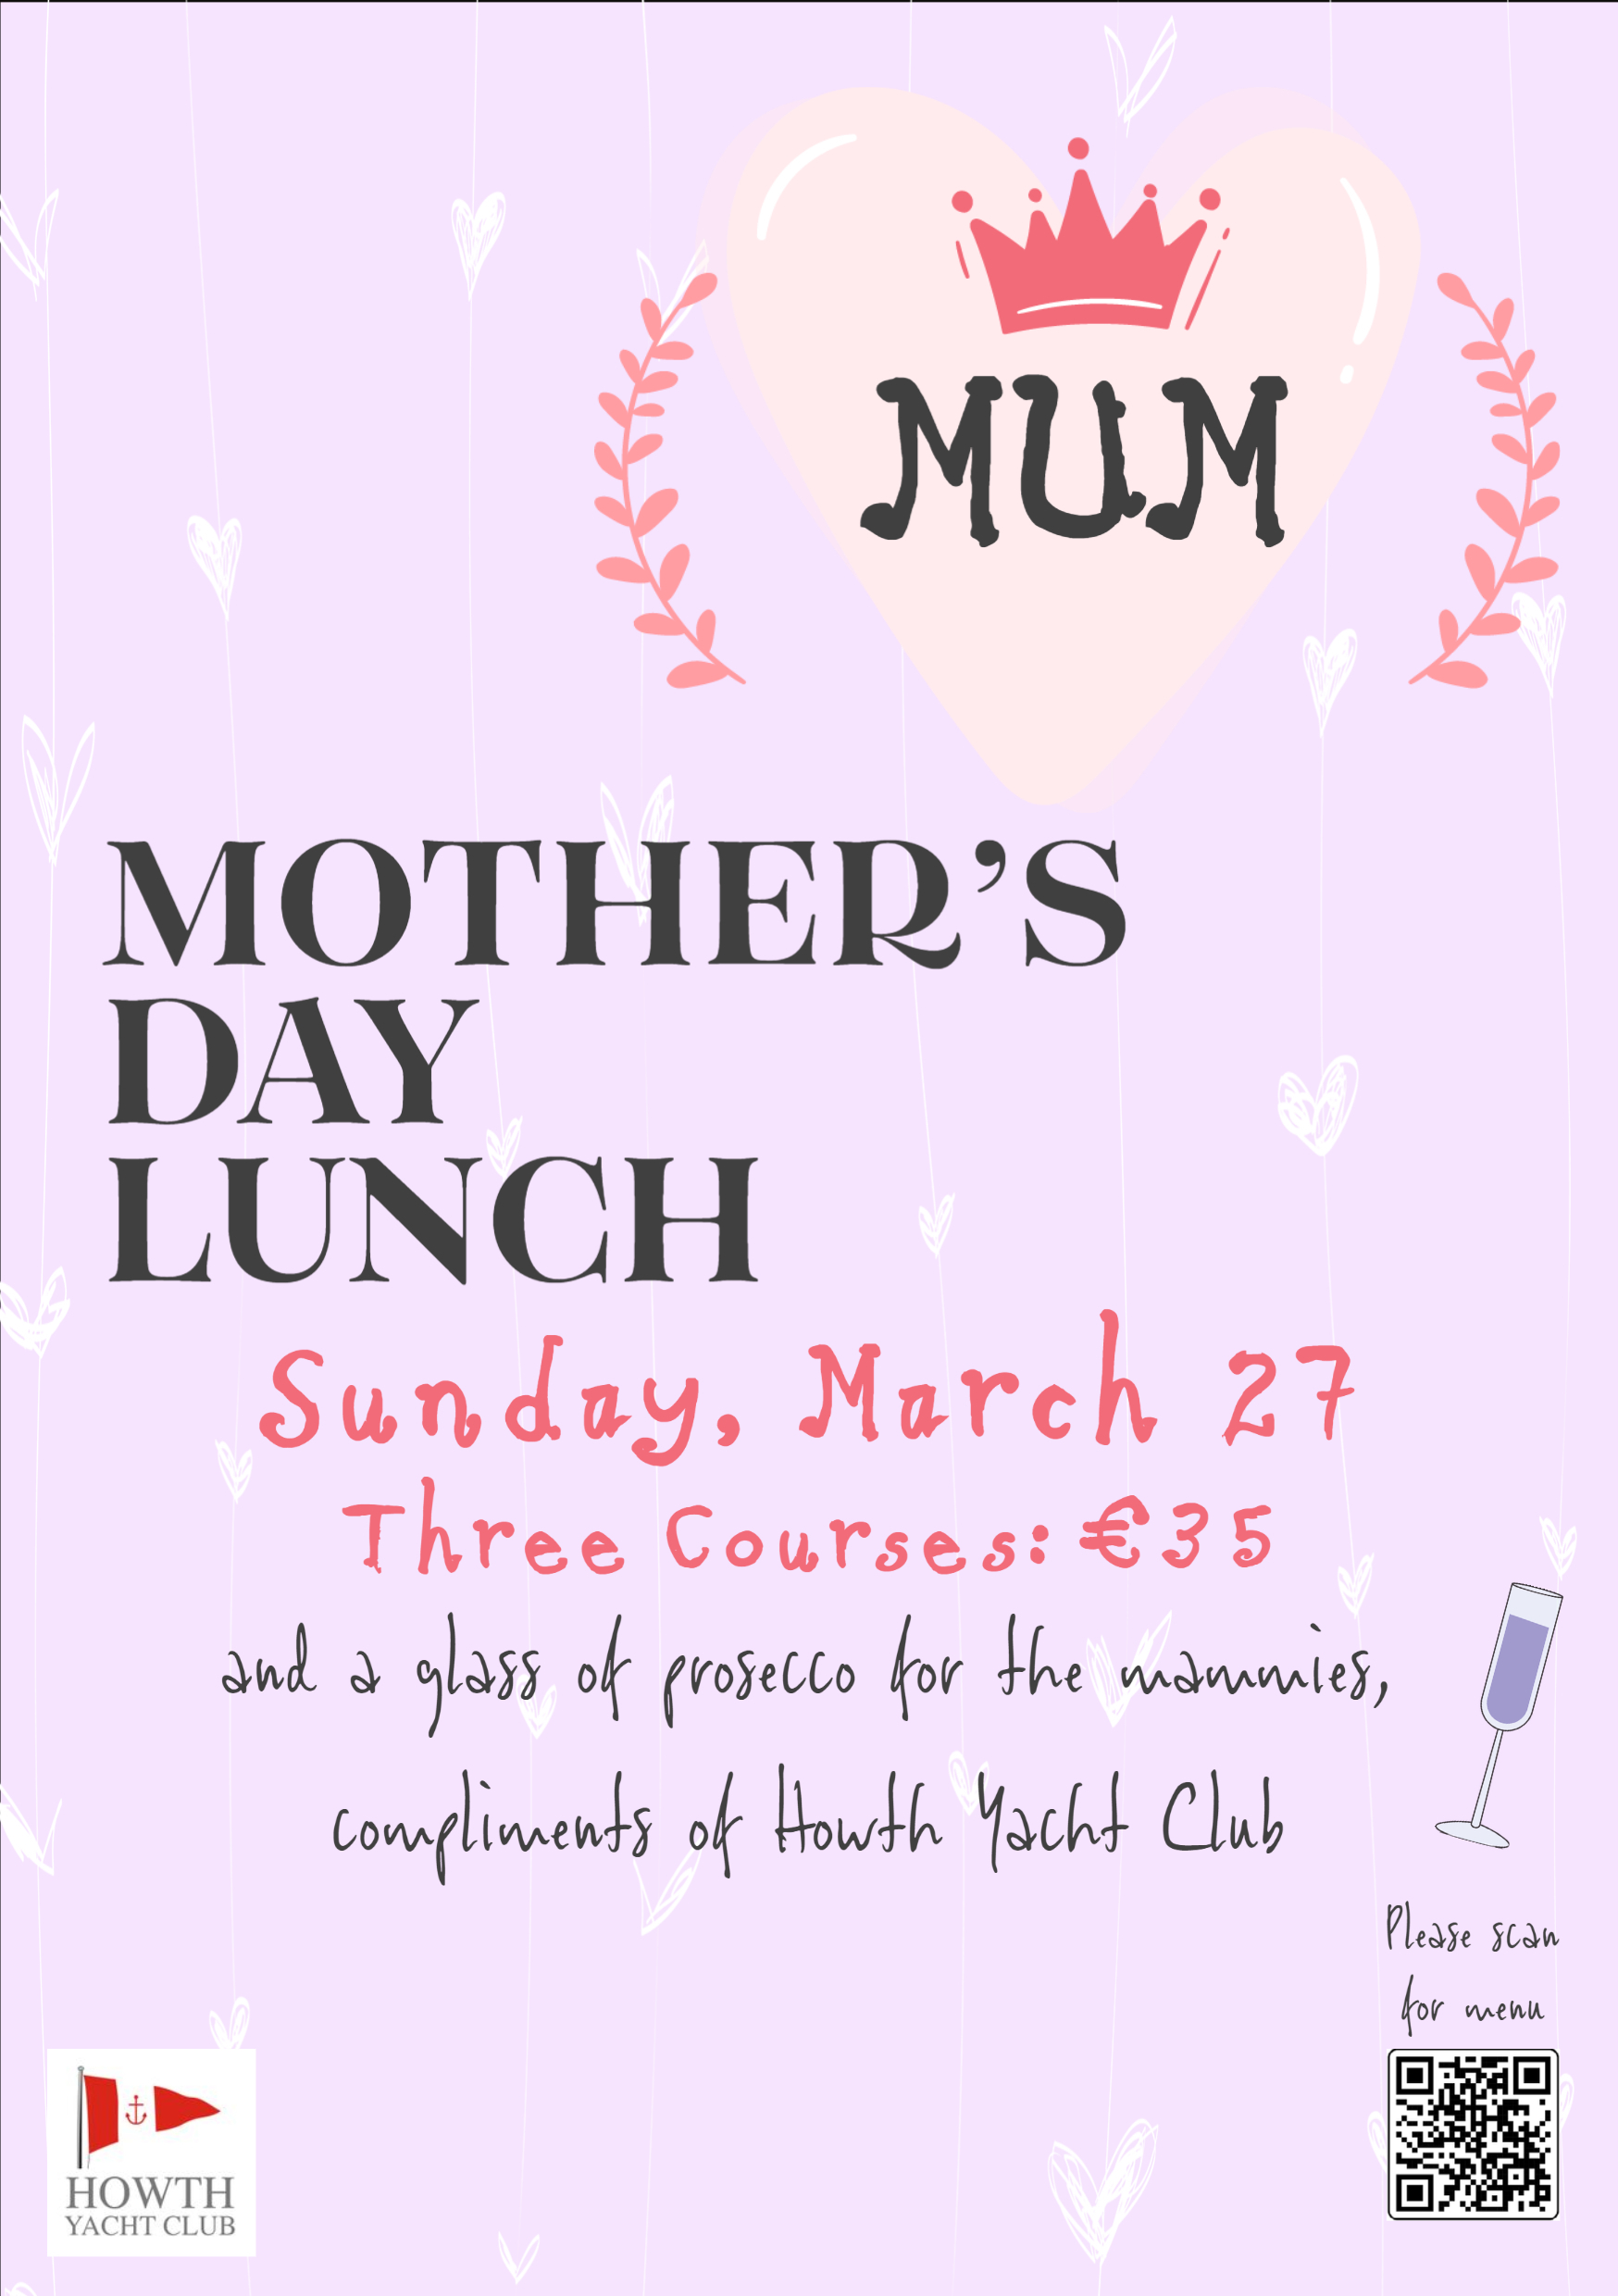 MUM
MOTHER'S
DAY
LUNCH
Sunday, March 27
Three Courses: €35
and a glass of prosecco for the mammies,
compliments of Howth Yacht Club
Please scan
for menu
HOWTH
YACHT CLUB